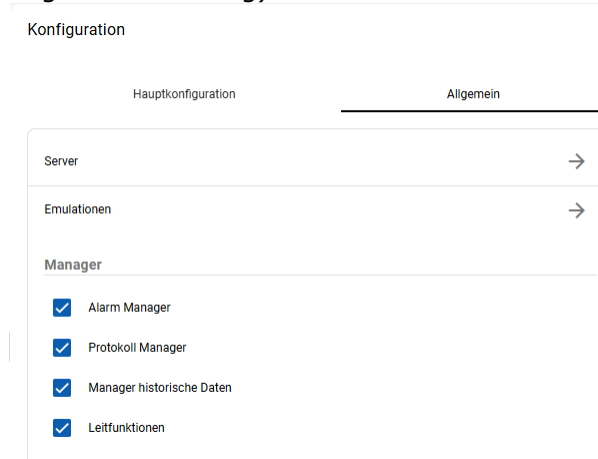 Konfiguration
Hauptkonfiguration
Allgemein
Server
Emulationen
Manager
Alarm Manager
Protokoll Manager
Manager historische Daten
Leitfunktionen